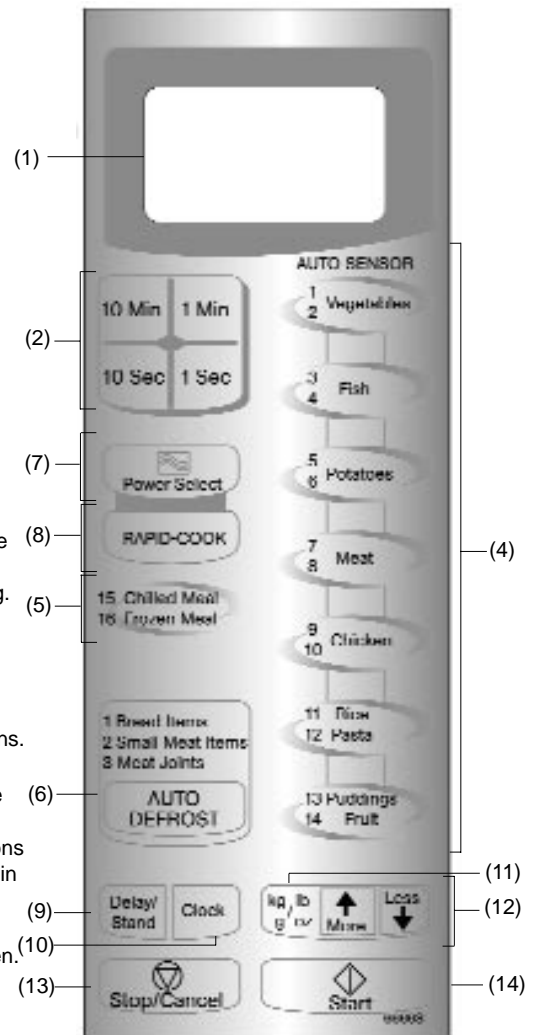 (1)
AUTO SENSOR
10 Min 1 Min
10 Sec 1 Sec
(2)
1
2 Vegetables
3
4 Fish
(7)
Power Select
5
6 Potatoes
(8)
RAPID-COOK
7
8 Meat
(4)
e
g.
(5)
15 Chilled Meal
16 Frozen Meal
9
10 Chicken
ns.
1 Bread Items
2 Small Meat Items
3 Meat Joints
11 Rice
12 Pasta
e
(6)
AUTO
DEFROST
13 Puddings
14 Fruit
ons
in
(11)
(9)
Delay/
Stand
Clock
kg/lb
g/oz
More
Less
(12)
en.
(10)
(13)
Stop/Cancel
Start
(14)